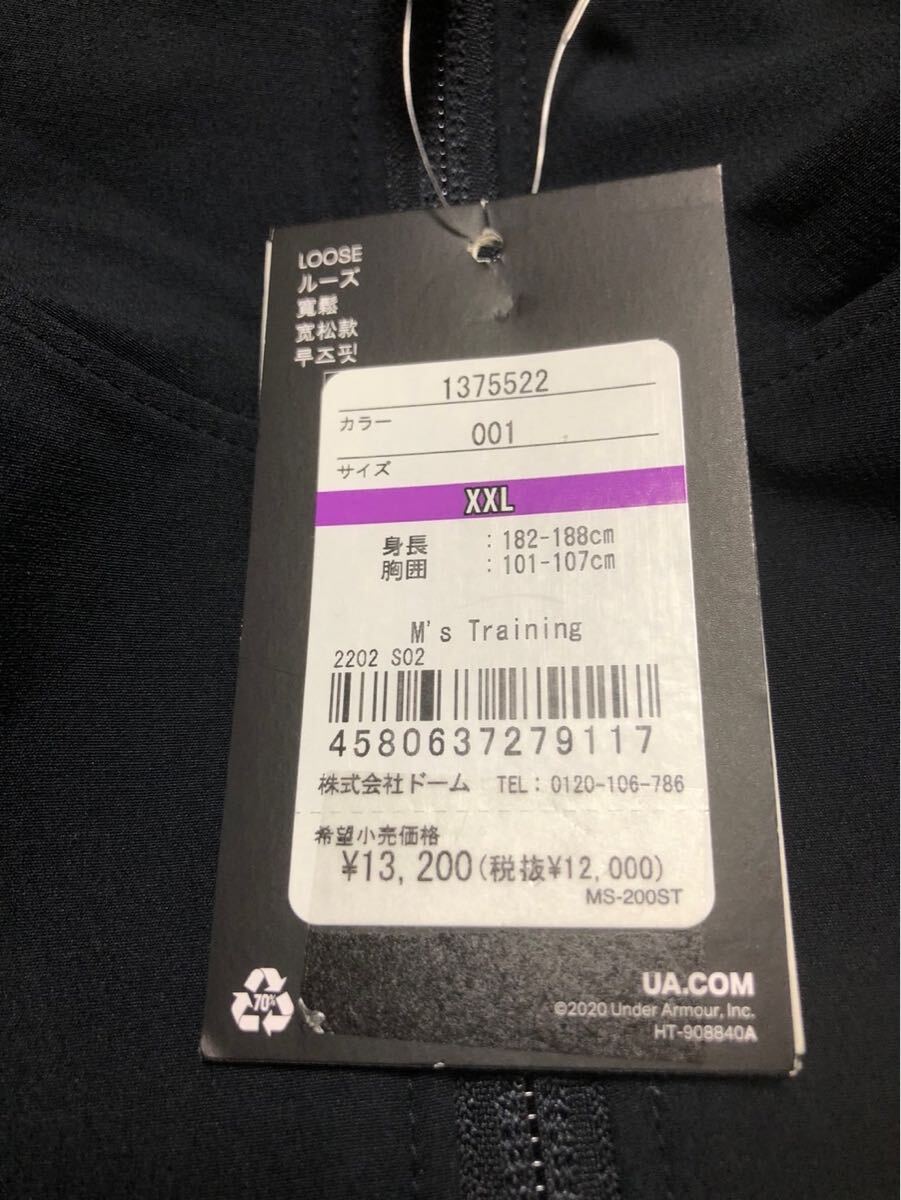 LOOSE
ルーズ
寬鬆
宽松款
루즈핏
1375522
カラー
001
サイズ
XXL
身長 : 182-188cm
胸囲 : 101-107cm
M's Training
2202 S02
4580637279117
株式会社ドーム TEL: 0120-106-786
希望小売価格
¥13,200(税抜¥12,000)
MS-200ST
70%
UA.COM
©2020 Under Armour, Inc.
HT-908840A